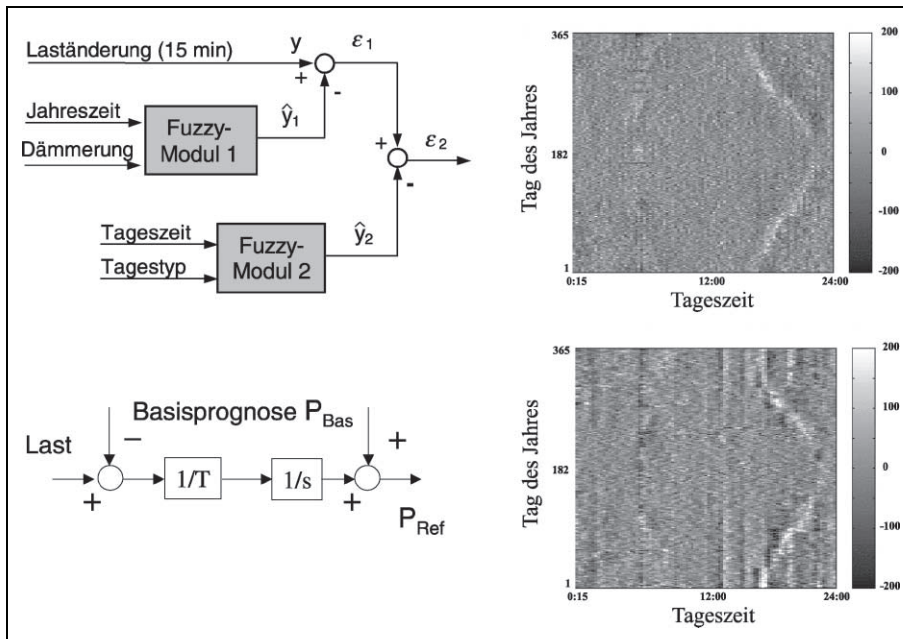 Laständerung (15 min)
y
ε1
+
-
Jahreszeit
Dämmerung
Fuzzy-
Modul 1
ŷ1
+
ε2
-
Tageszeit
Tagestyp
Fuzzy-
Modul 2
ŷ2
365
182
1
Tag des Jahres
0:15
12:00
24:00
Tageszeit
200
100
0
-100
-200
Basisprognose PBas
Last
−
+
1/T
1/s
+
+
PRef
365
182
1
Tag des Jahres
0:15
12:00
24:00
Tageszeit
200
100
0
-100
-200